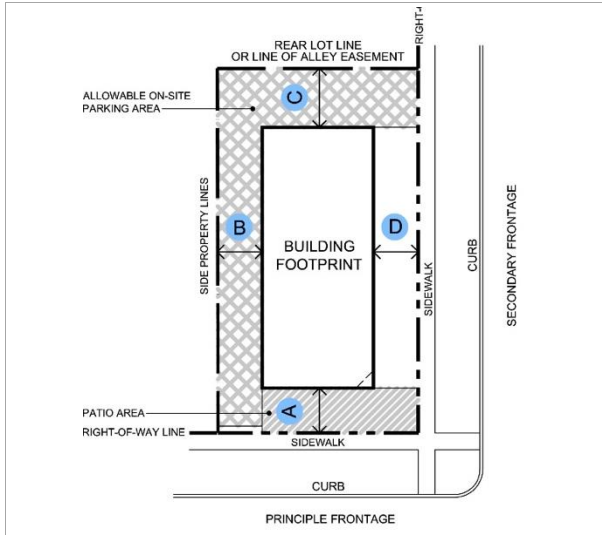 REAR LOT LINE
OR LINE OF ALLEY EASEMENT
RIGHT-
ALLOWABLE ON-SITE
PARKING AREA
C
SIDE PROPERTY LINES
B
BUILDING
FOOTPRINT
D
SIDEWALK
CURB
SECONDARY FRONTAGE
PATIO AREA
A
RIGHT-OF-WAY LINE
SIDEWALK
CURB
PRINCIPLE FRONTAGE